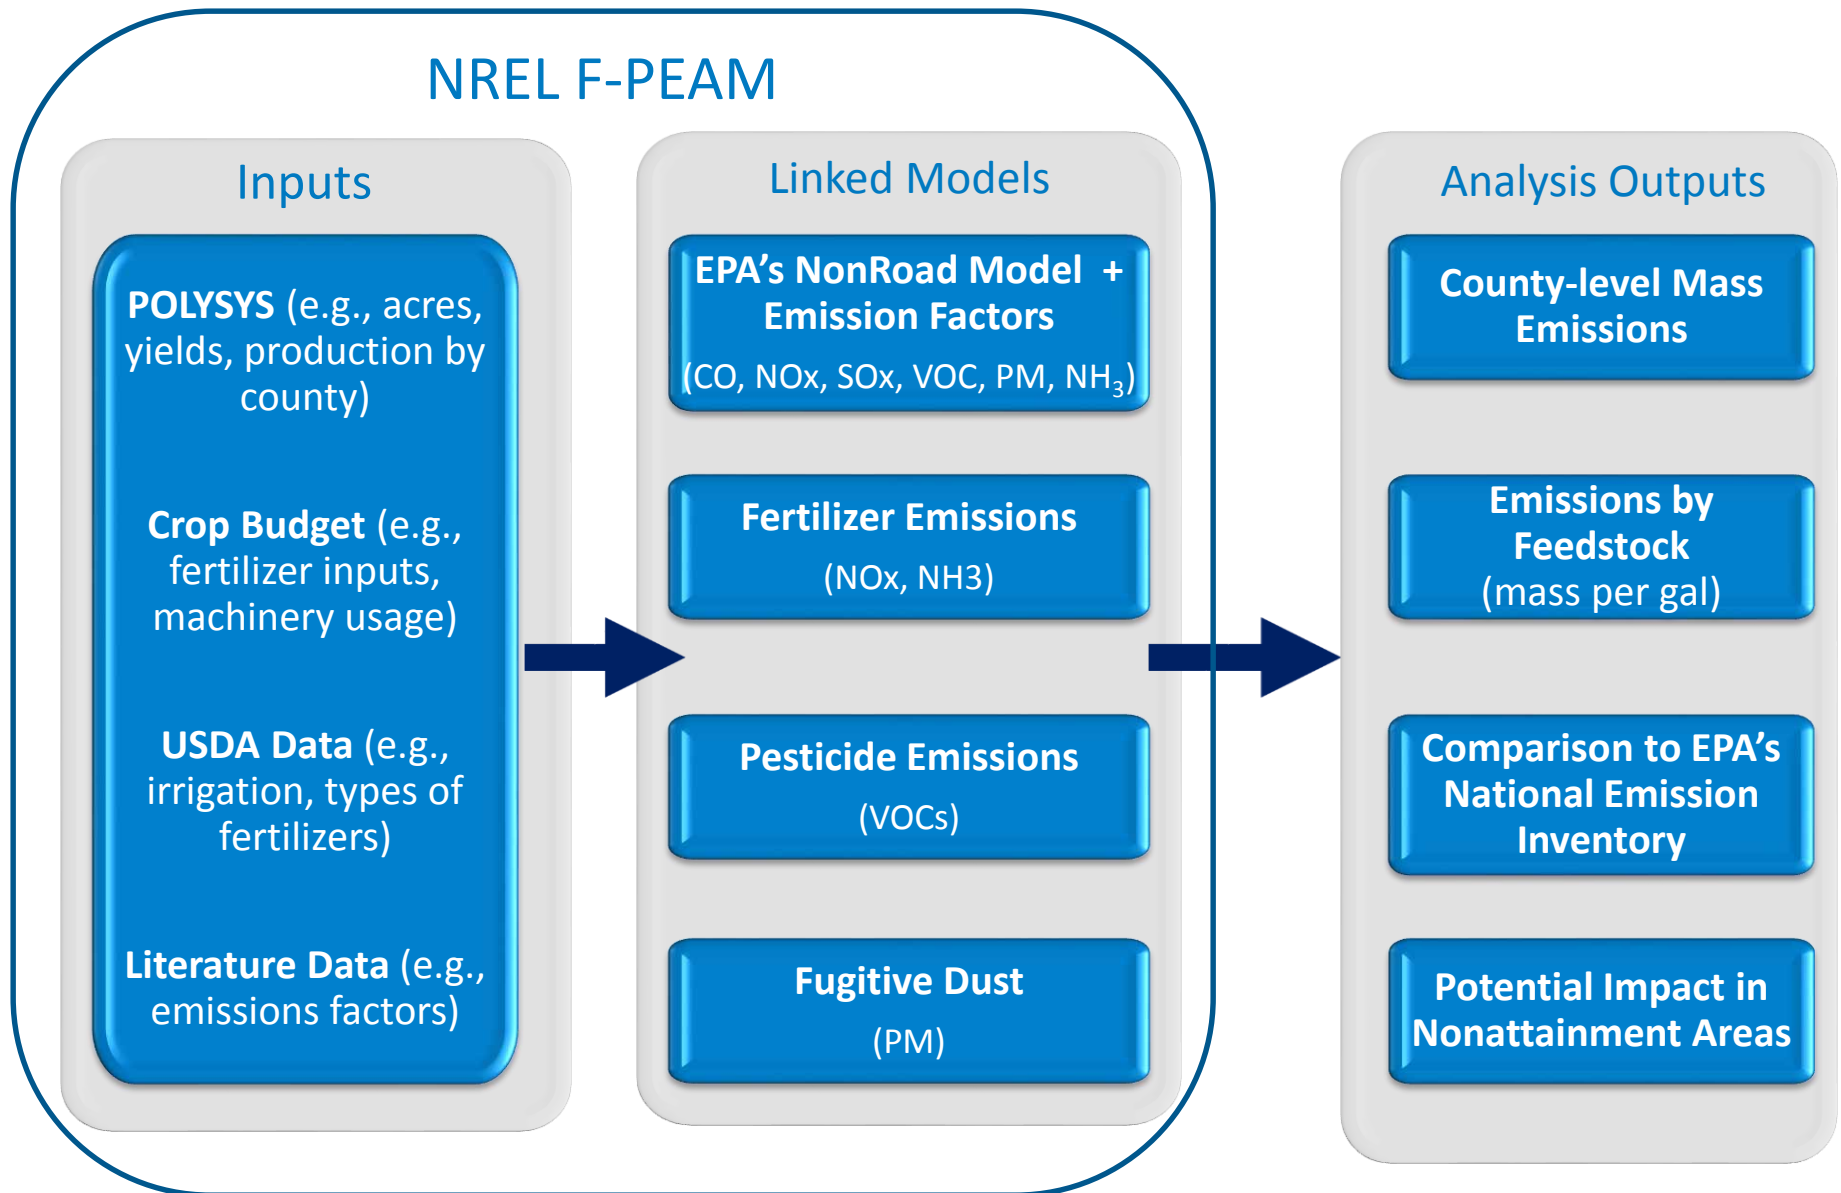 NREL F-PEAM
Inputs
POLYSYS (e.g., acres,
yields, production by
county)
Crop Budget (e.g.,
fertilizer inputs,
machinery usage)
USDA Data (e.g.,
irrigation, types of
fertilizers)
Literature Data (e.g.,
emissions factors)
Linked Models
EPA’s NonRoad Model +
Emission Factors
(CO, NOx, SOx, VOC, PM, NH₃)
Fertilizer Emissions
(NOx, NH3)
Pesticide Emissions
(VOCs)
Fugitive Dust
(PM)
Analysis Outputs
County-level Mass
Emissions
Emissions by
Feedstock
(mass per gal)
Comparison to EPA’s
National Emission
Inventory
Potential Impact in
Nonattainment Areas